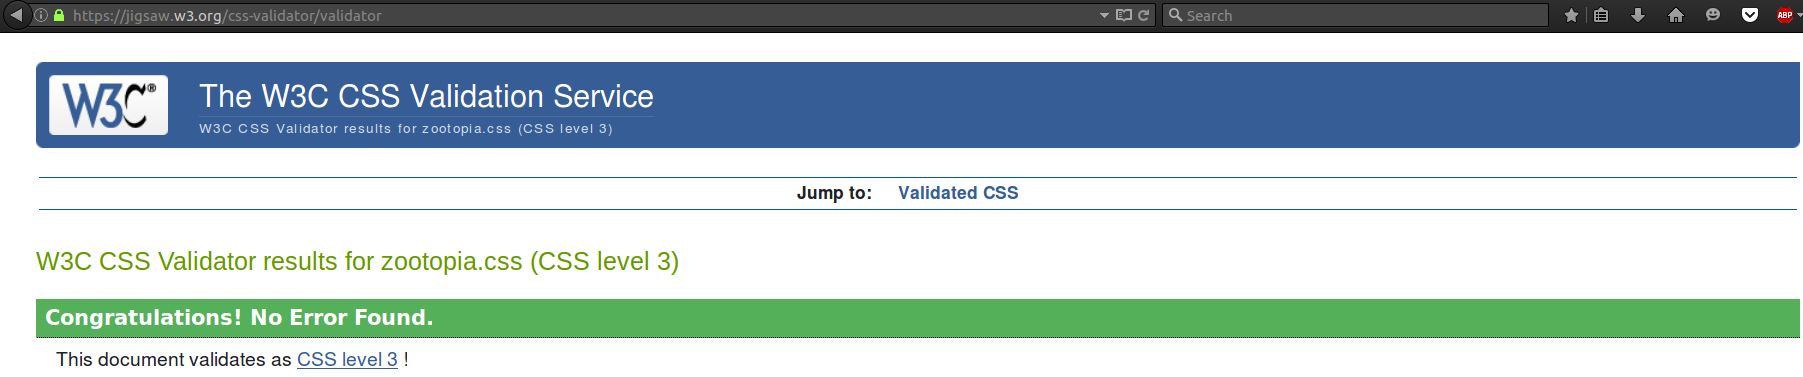 https://jigsaw.w3.org/css-validator/validator
Search
ABP
W3C®
The W3C CSS Validation Service
W3C CSS Validator results for zootopia.css (CSS level 3)
Jump to: Validated CSS
W3C CSS Validator results for zootopia.css (CSS level 3)
Congratulations! No Error Found.
This document validates as CSS level 3 !